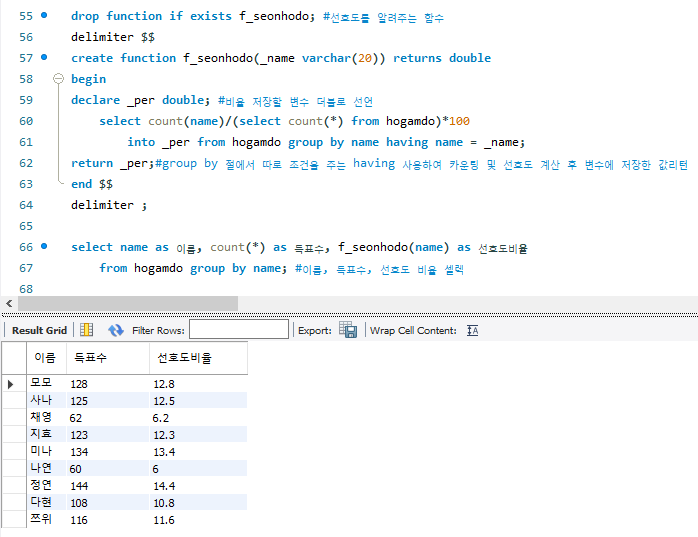 55 drop function if exists f_seonhodo; #선호도를 알려주는 함수
56 delimiter $$
57 create function f_seonhodo(_name varchar(20)) returns double
58 begin
59 declare _per double; #비율 저장할 변수 더블로 선언
60 select count(name)/(select count(*) from hogamdo)*100
61 into _per from hogamdo group by name having name = _name;
62 return _per;#group by 절에서 따로 조건을 주는 having 사용하여 카운팅 및 선호도 계산 후 변수에 저장한 값리턴
63 end $$
64 delimiter ;
65
66 select name as 이름, count(*) as 득표수, f_seonhodo(name) as 선호도비율
67 from hogamdo group by name; #이름, 득표수, 선호도 비율 셀렉
68
Result Grid Filter Rows: Export: Wrap Cell Content:
이름 득표수 선호도비율
모모 128 12.8
사나 125 12.5
채영 62 6.2
지효 123 12.3
미나 134 13.4
나연 60 6
정연 144 14.4
다현 108 10.8
쯔위 116 11.6